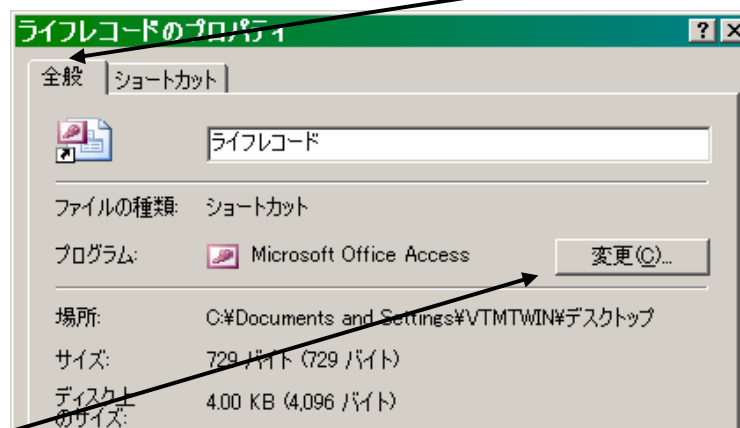 ライフレコードのプロパティ
全般 ショートカット
ライフレコード
ファイルの種類: ショートカット
プログラム: Microsoft Office Access 変更(C)...
場所: C:¥Documents and Settings¥VTMTWIN¥デスクトップ
サイズ: 729 バイト (729 バイト)
ディスク上
のサイズ: 4.00 KB (4,096 バイト)